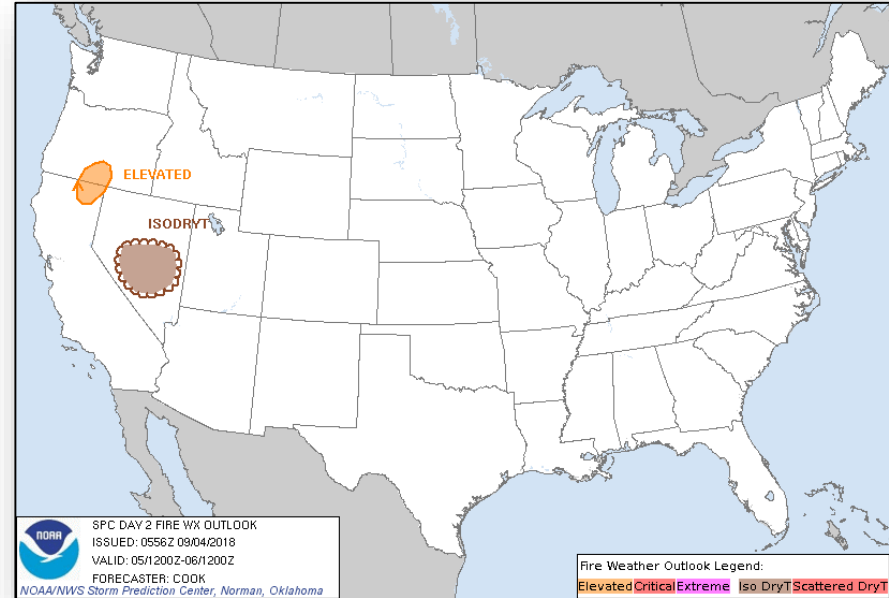 ELEVATED
ISODRYT
NOAA
SPC DAY 2 FIRE WX OUTLOOK
ISSUED: 0556Z 09/04/2018
VALID: 05/1200Z-06/1200Z
FORECASTER: COOK
NOAA/NWS Storm Prediction Center, Norman, Oklahoma
Fire Weather Outlook Legend:
Elevated Critical Extreme Iso DryT Scattered DryT